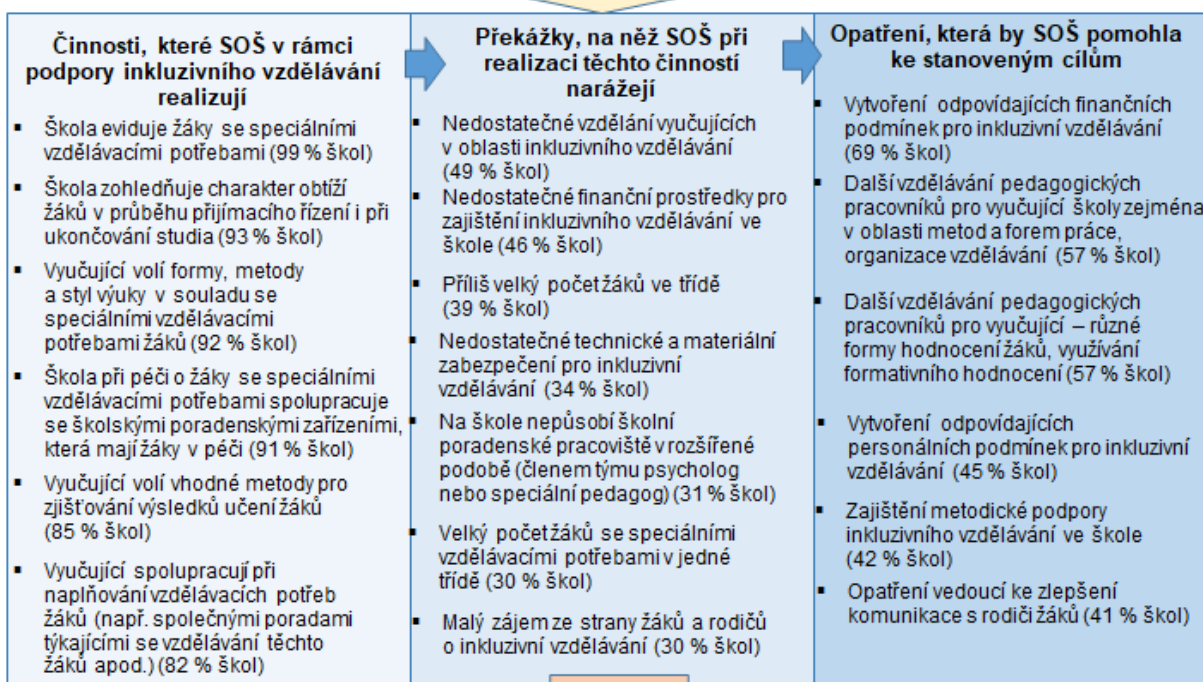 Činnosti, které SOŠ v rámci
podpory inkluzivního vzdělávání
realizují
▪ Škola eviduje žáky se speciálními
vzdělávacími potřebami (99 % škol)
▪ Škola zohledňuje charakter obtíží
žáků v průběhu přijímacího řízení i při
ukončování studia (93 % škol)
▪ Vyučující volí formy, metody
a styl výuky v souladu se
speciálními vzdělávacími
potřebami žáků (92 % škol)
▪ Škola při péči o žáky se speciálními
vzdělávacími potřebami spolupracuje
se školskými poradenskými zařízeními,
která mají žáky v péči (91 % škol)
▪ Vyučující volí vhodné metody pro
zjišťování výsledků učení žáků
(85 % škol)
▪ Vyučující spolupracují při
naplňování vzdělávacích potřeb
žáků (např. společnými poradami
týkajícími se vzdělávání těchto
žáků apod.) (82 % škol)
Překážky, na něž SOŠ při
realizaci těchto činností
narážejí
▪ Nedostatečné vzdělání vyučujících
v oblasti inkluzivního vzdělávání
(49 % škol)
▪ Nedostatečné finanční prostředky pro
zajištění inkluzivního vzdělávání ve
škole (46 % škol)
▪ Příliš velký počet žáků ve třídě
(39 % škol)
▪ Nedostatečné technické a materiální
zabezpečení pro inkluzivní
vzdělávání (34 % škol)
▪ Na škole nepůsobí školní
poradenské pracoviště v rozšířené
podobě (členem týmu psycholog
nebo speciální pedagog) (31 % škol)
▪ Velký počet žáků se speciálními
vzdělávacími potřebami v jedné
třídě (30 % škol)
▪ Malý zájem ze strany žáků a rodičů
o inkluzivní vzdělávání (30 % škol)
Opatření, která by SOŠ pomohla
ke stanoveným cílům
▪ Vytvoření odpovídajících finančních
podmínek pro inkluzivní vzdělávání
(69 % škol)
▪ Další vzdělávání pedagogických
pracovníků pro vyučující školy zejména
v oblasti metod a forem práce,
organizace vzdělávání (57 % škol)
▪ Další vzdělávání pedagogických
pracovníků pro vyučující – různé
formy hodnocení žáků, využívání
formativního hodnocení (57 % škol)
▪ Vytvoření odpovídajících
personálních podmínek pro inkluzivní
vzdělávání (45 % škol)
▪ Zajištění metodické podpory
inkluzivního vzdělávání ve škole
(42 % škol)
▪ Opatření vedoucí ke zlepšení
komunikace s rodiči žáků (41 % škol)